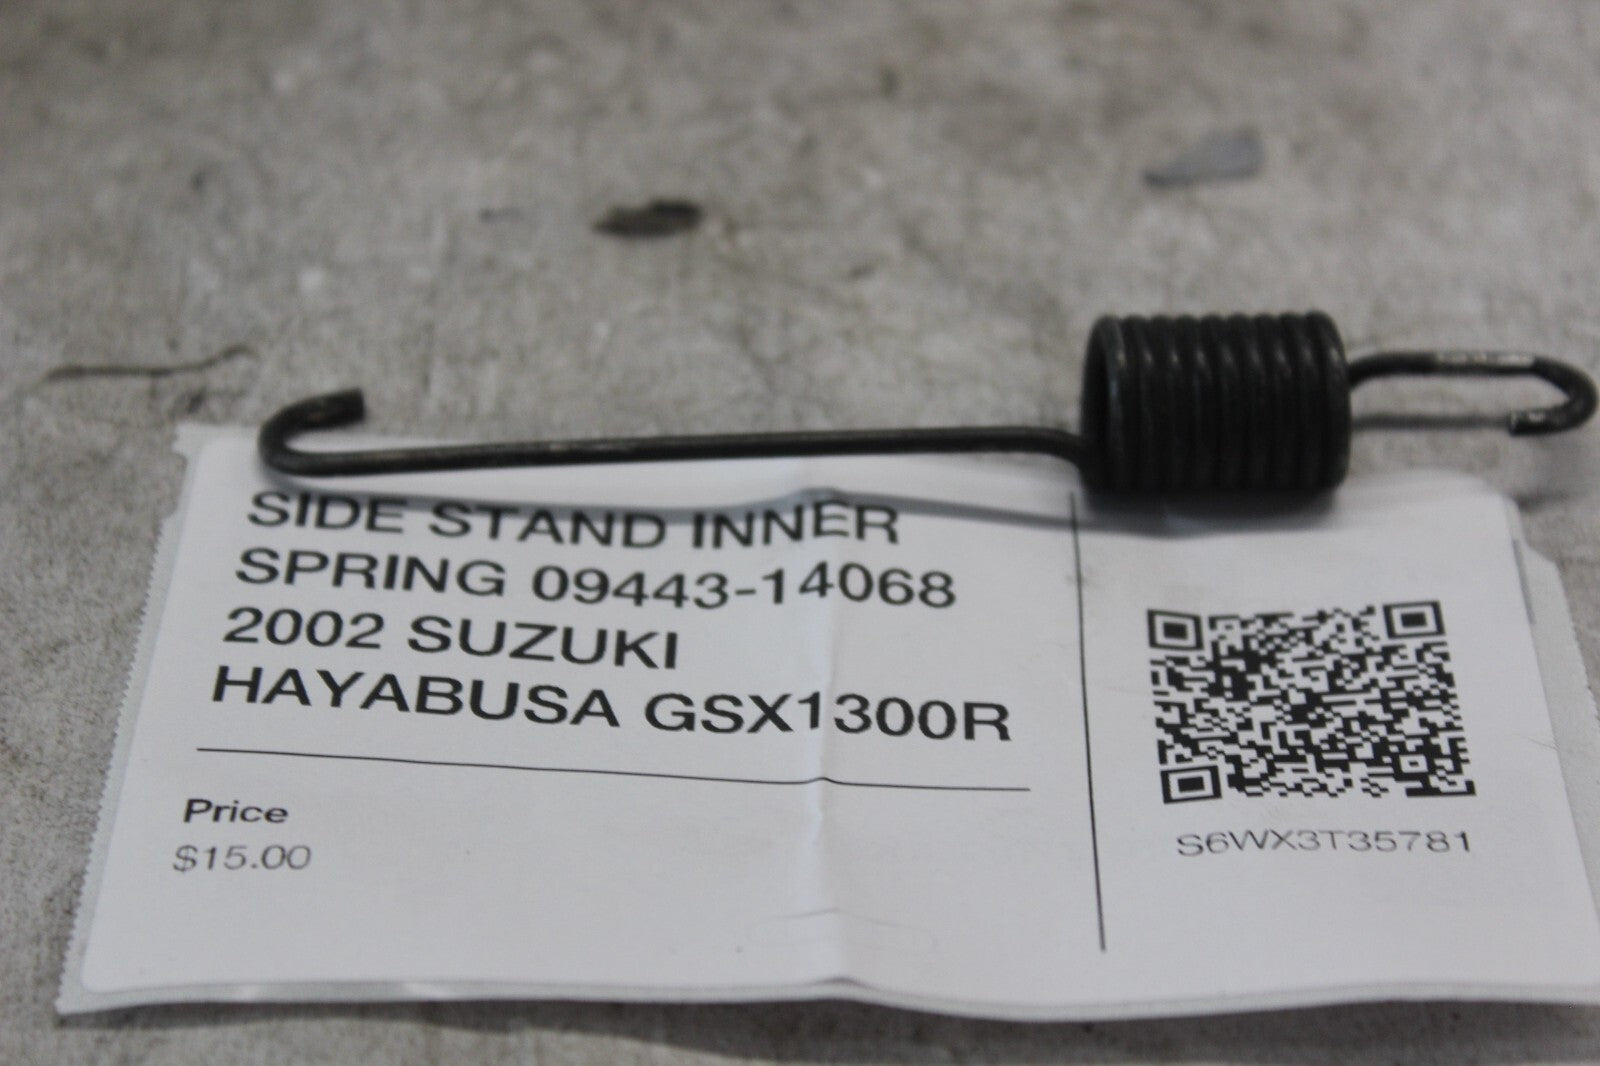 SIDE STAND INNER
SPRING 09443-14068
2002 SUZUKI
HAYABUSA GSX1300R
Price
$15.00
S6WX3T35781